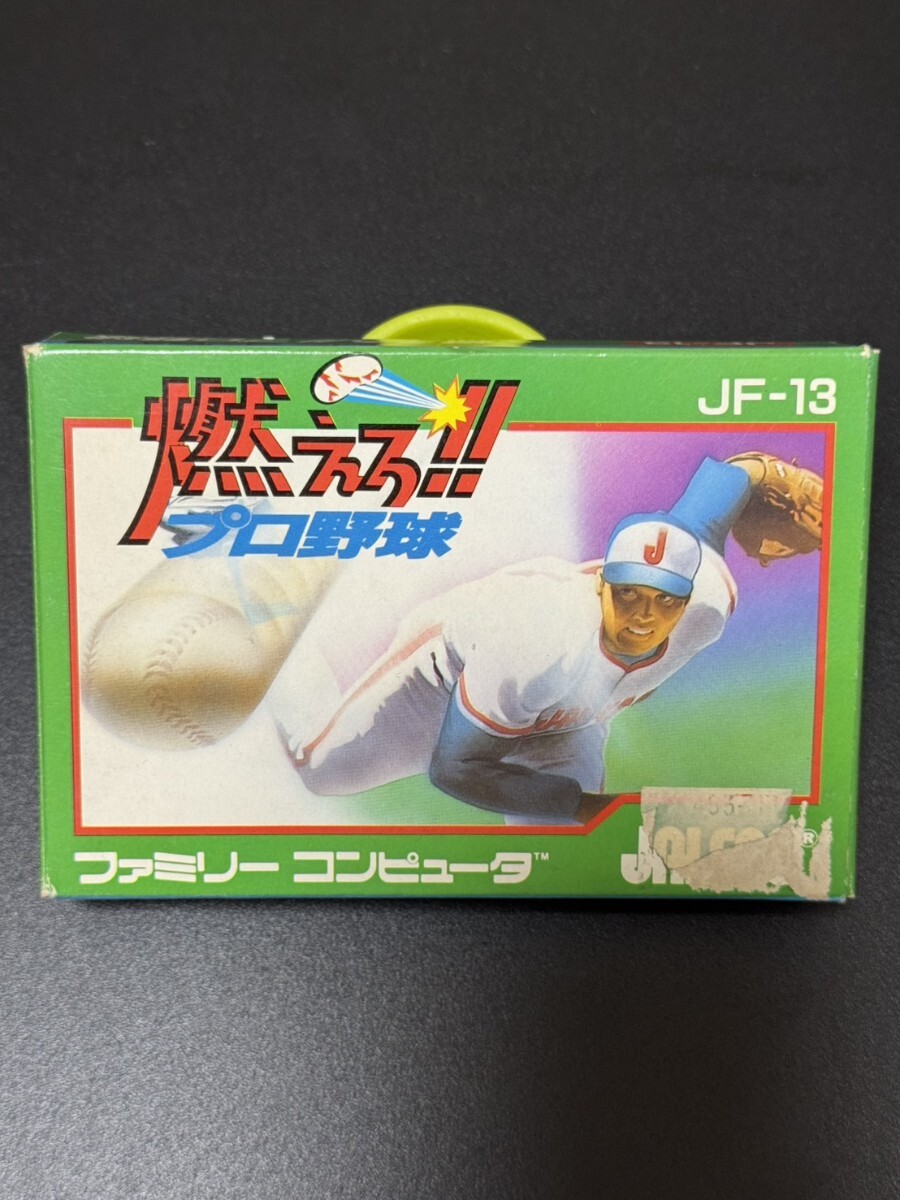 JF-13
燃えろ!!
プロ野球
J
ファミリー コンピュータ™
®